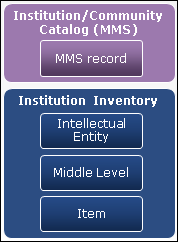 Institution/Community
Catalog (MMS)
MMS record
Institution Inventory
Intellectual
Entity
Middle Level
Item